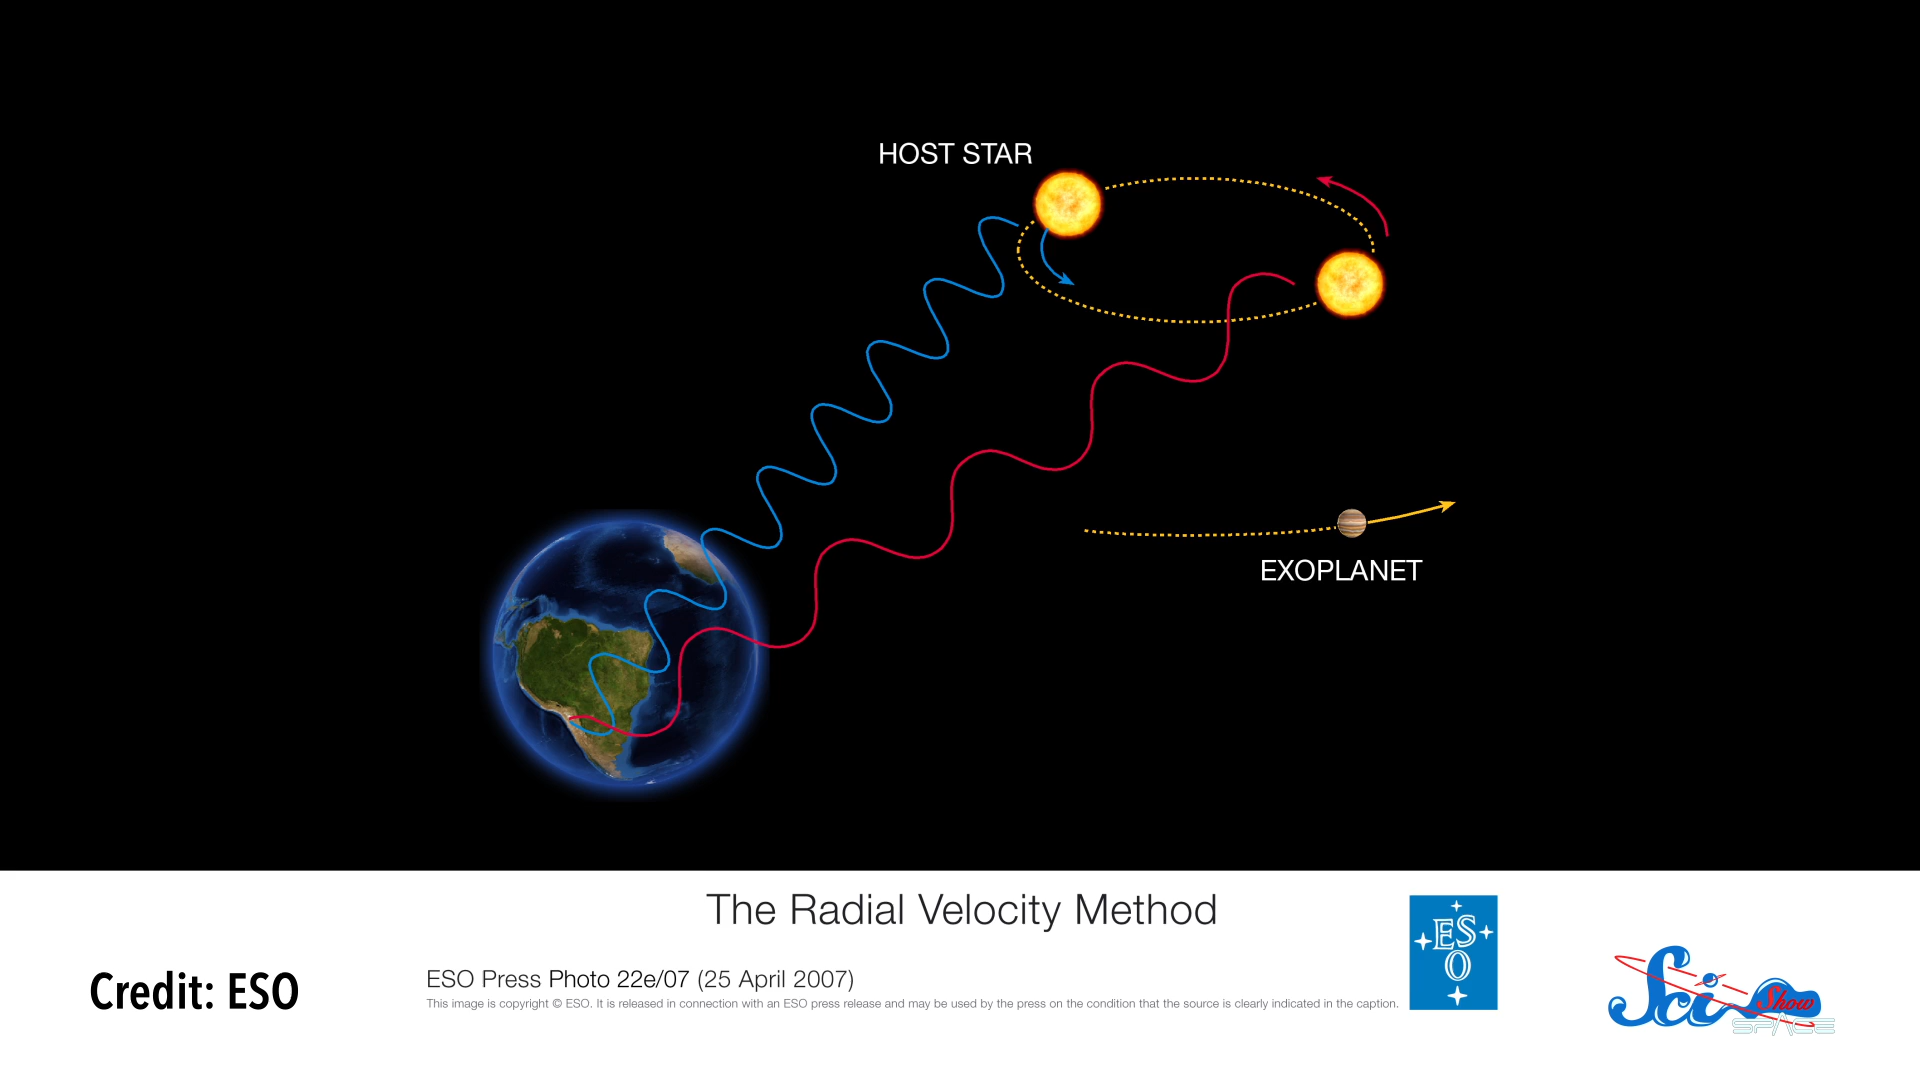 HOST STAR
EXOPLANET
The Radial Velocity Method
Credit: ESO
ESO Press Photo 22e/07 (25 April 2007)
This image is copyright © ESO. It is released in connection with an ESO press release and may be used by the press on the condition that the source is clearly indicated in the caption.
ES
O
Sci Show
SPACE